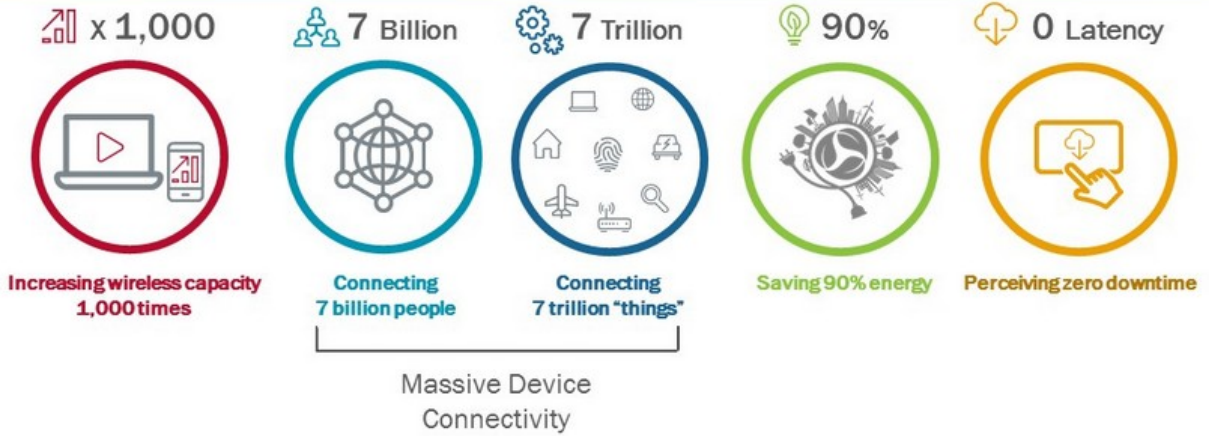 x 1,000
7 Billion
7 Trillion
90%
0 Latency
Increasing wireless capacity
1,000 times
Connecting
7 billion people
Connecting
7 trillion “things”
Saving 90% energy
Perceiving zero downtime
Massive Device
Connectivity